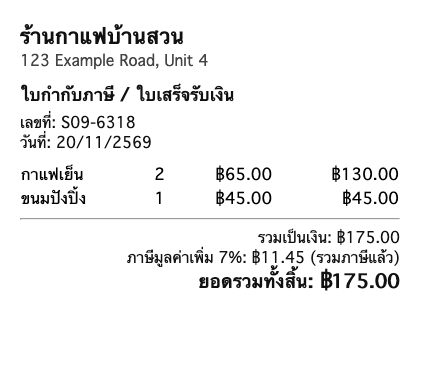 ร้านกาแฟบ้านสวน
123 Example Road, Unit 4
ใบกำกับภาษี / ใบเสร็จรับเงิน
เลขที่: S09-6318
วันที่: 20/11/2569
กาแฟเย็น 2 ฿65.00 ฿130.00
ขนมปังปิ้ง 1 ฿45.00 ฿45.00
รวมเป็นเงิน: ฿175.00
ภาษีมูลค่าเพิ่ม 7%: ฿11.45 (รวมภาษีแล้ว)
ยอดรวมทั้งสิ้น: ฿175.00